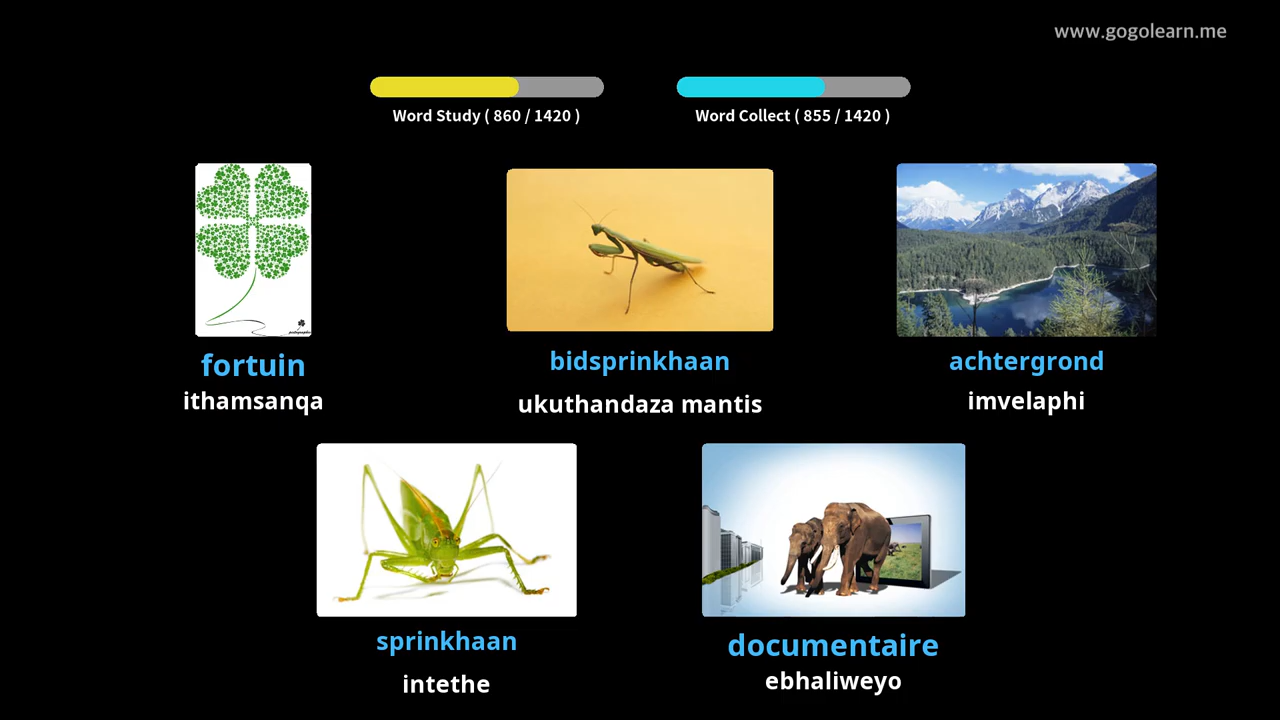 www.gogolearn.me
Word Study ( 860 / 1420 )
Word Collect ( 855 / 1420 )
fortuin
ithamsanqa
bidsprinkhaan
ukuthandaza mantis
achtergrond
imvelaphi
sprinkhaan
intethe
documentaire
ebhaliweyo